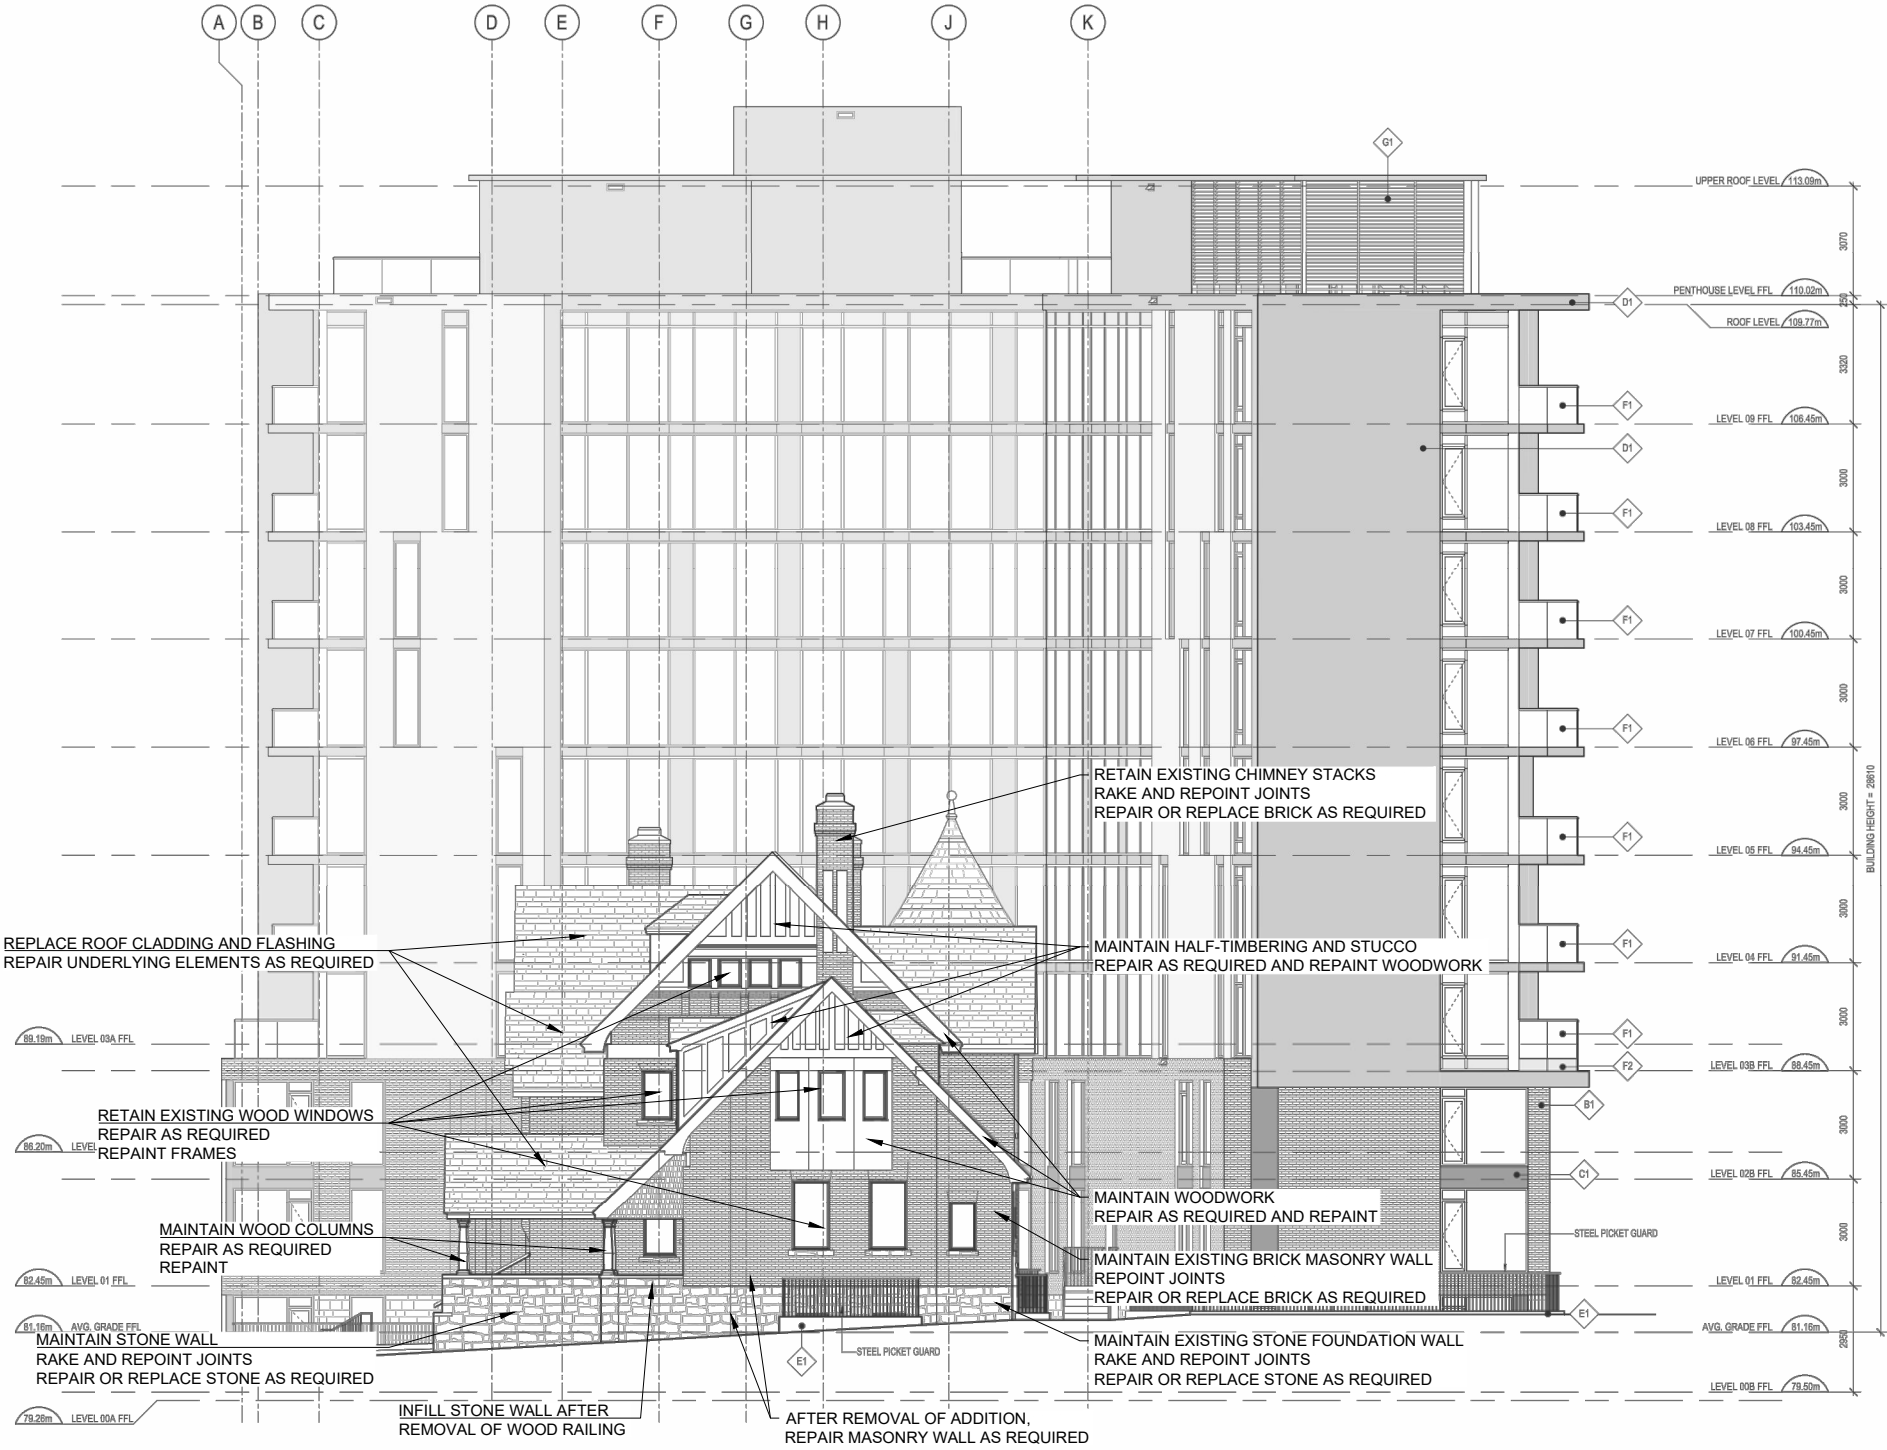 A B C D E F G H J K
G1
UPPER ROOF LEVEL 113.09m
3070
PENTHOUSE LEVEL FFL 110.02m
250
D1
ROOF LEVEL 109.77m
3320
F1
LEVEL 09 FFL 106.45m
D1
3000
F1
LEVEL 08 FFL 103.45m
3000
F1
LEVEL 07 FFL 100.45m
3000
F1
LEVEL 06 FFL 97.45m
RETAIN EXISTING CHIMNEY STACKS
RAKE AND REPOINT JOINTS
REPAIR OR REPLACE BRICK AS REQUIRED
3000
BUILDING HEIGHT = 28610
F1
LEVEL 05 FFL 94.45m
3000
REPLACE ROOF CLADDING AND FLASHING
REPAIR UNDERLYING ELEMENTS AS REQUIRED
MAINTAIN HALF-TIMBERING AND STUCCO
REPAIR AS REQUIRED AND REPAINT WOODWORK
F1
LEVEL 04 FFL 91.45m
3000
89.19m LEVEL 03A FFL
F1
F2
LEVEL 03B FFL 88.45m
RETAIN EXISTING WOOD WINDOWS
REPAIR AS REQUIRED
REPAINT FRAMES
B1
3000
86.20m LEVEL
C1
LEVEL 02B FFL 85.45m
MAINTAIN WOODWORK
REPAIR AS REQUIRED AND REPAINT
MAINTAIN WOOD COLUMNS
REPAIR AS REQUIRED
REPAINT
STEEL PICKET GUARD
3000
MAINTAIN EXISTING BRICK MASONRY WALL
REPOINT JOINTS
REPAIR OR REPLACE BRICK AS REQUIRED
82.45m LEVEL 01 FFL
LEVEL 01 FFL 82.45m
E1
81.16m AVG. GRADE FFL
AVG. GRADE FFL 81.16m
MAINTAIN STONE WALL
RAKE AND REPOINT JOINTS
REPAIR OR REPLACE STONE AS REQUIRED
E1
STEEL PICKET GUARD
MAINTAIN EXISTING STONE FOUNDATION WALL
RAKE AND REPOINT JOINTS
REPAIR OR REPLACE STONE AS REQUIRED
2950
LEVEL 00B FFL 79.50m
79.26m LEVEL 00A FFL
INFILL STONE WALL AFTER
REMOVAL OF WOOD RAILING
AFTER REMOVAL OF ADDITION,
REPAIR MASONRY WALL AS REQUIRED